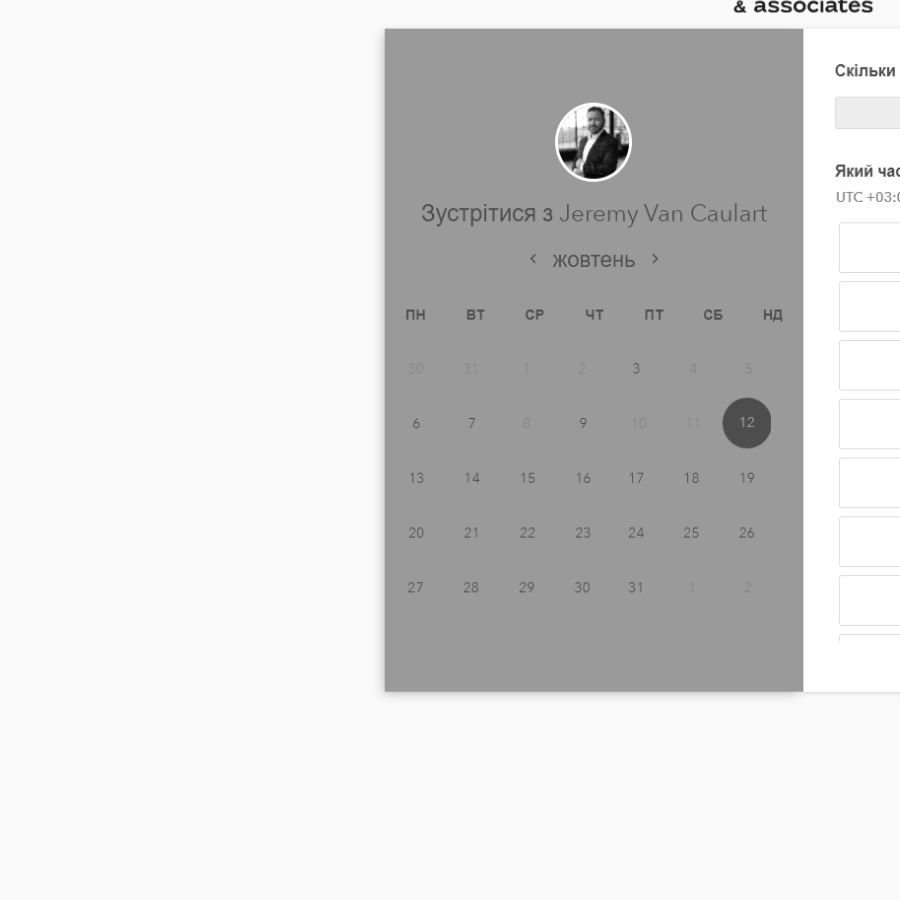 & associates
Зустрітися з Jeremy Van Caulart
жовтень
ПН ВТ СР ЧТ ПТ СБ НД
30 31 1 2 3 4 5
6 7 8 9 10 11 12
13 14 15 16 17 18 19
20 21 22 23 24 25 26
27 28 29 30 31 1 2
Скільки
Який час
UTC +03:0